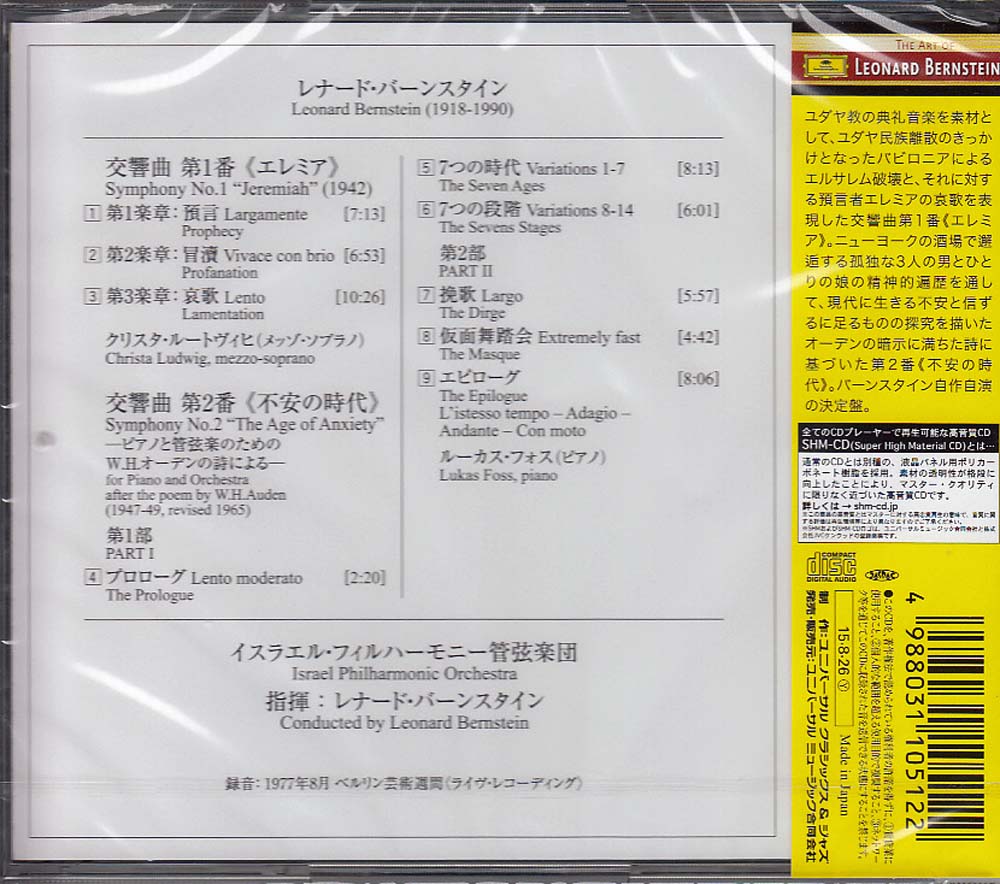 レナード・バーンスタイン
Leonard Bernstein (1918-1990)
交響曲 第1番《エレミア》
Symphony No.1 “Jeremiah” (1942)
1 第1楽章：預言 Largamente [7:13]
Prophecy
2 第2楽章：冒瀆 Vivace con brio [6:53]
Profanation
3 第3楽章：哀歌 Lento [10:26]
Lamentation
クリスタ・ルートヴィヒ（メッゾ・ソプラノ）
Christa Ludwig, mezzo-soprano
交響曲 第2番《不安の時代》
Symphony No.2 “The Age of Anxiety”
―ピアノと管弦楽のための
W.H.オーデンの詩による―
for Piano and Orchestra
after the poem by W.H.Auden
(1947-49, revised 1965)
第1部
PART I
4 プロローグ Lento moderato [2:20]
The Prologue
5 7つの時代 Variations 1-7 [8:13]
The Seven Ages
6 7つの段階 Variations 8-14 [6:01]
The Sevens Stages
第2部
PART II
7 挽歌 Largo [5:57]
The Dirge
8 仮面舞踏会 Extremely fast [4:42]
The Masque
9 エピローグ [8:06]
The Epilogue
L’istesso tempo – Adagio –
Andante – Con moto
ルーカス・フォス（ピアノ）
Lukas Foss, piano
イスラエル・フィルハーモニー管弦楽団
Israel Philharmonic Orchestra
指揮：レナード・バーンスタイン
Conducted by Leonard Bernstein
録音：1977年8月 ベルリン芸術週間（ライヴ・レコーディング）
THE ART OF
LEONARD BERNSTEIN
ユダヤ教の典礼音楽を素材と
して、ユダヤ民族離散のきっか
けとなったバビロニアによる
エルサレム破壊と、それに対す
る預言者エレミアの哀歌を表
現した交響曲第1番《エレミ
ア》。ニューヨークの酒場で邂
逅する孤独な3人の男とひと
りの娘の精神的遍歴を通し
て、現代に生きる不安と信ず
るに足るものの探究を描いた
オーデンの暗示に満ちた詩に
基づいた第2番《不安の時
代》。バーンスタイン自作自演
の決定盤。
全てのCDプレーヤーで再生可能な高音質CD
SHM-CD(Super High Material CD)とは…
通常のCDとは別種の、液晶パネル用ポリカー
ボネート樹脂を採用。素材の透明性が格段に
向上したことにより、マスター・クオリティ
に限りなく近づいた高音質CDです。
詳しくは→shm-cd.jp
COMPACT
disc
DIGITAL AUDIO
15・8・26 Ⓨ
Made in Japan
制作：ユニバーサル クラシックス & ジャズ
発売・販売元：ユニバーサル ミュージック合同会社
4 988031 105122